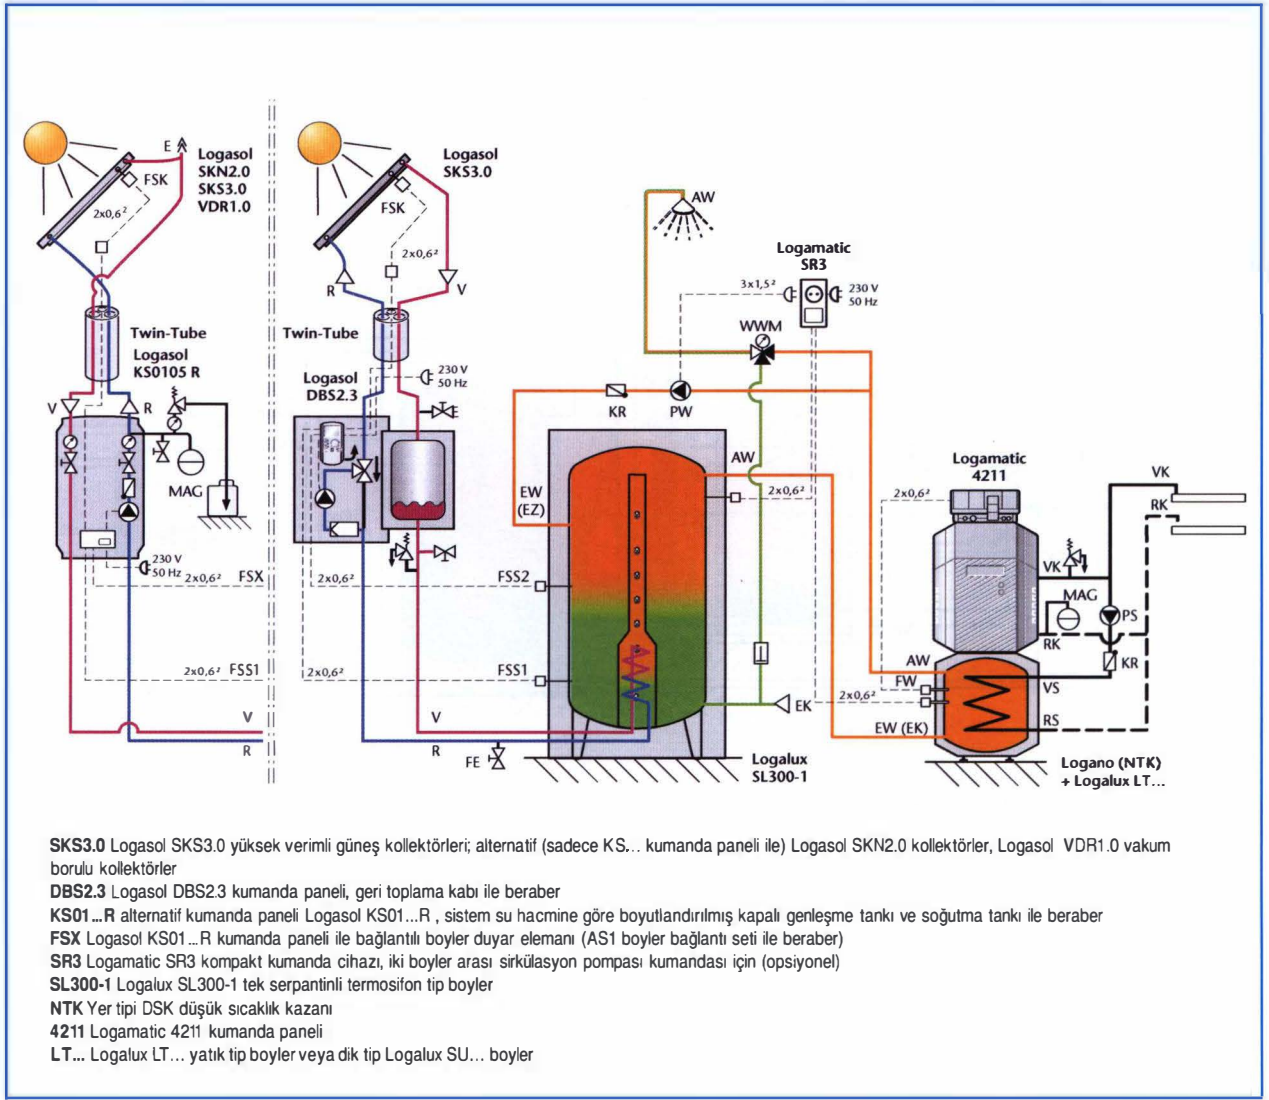 E
Logasol
SKN2.0
SKS3.0
VDR1.0
FSK
2x0,6²
Twin-Tube
Logasol
KS0105 R
V
R
MAG
230 V
50 Hz
2x0,6²
FSX
2x0,6²
FSS1
V
R
Logasol
SKS3.0
FSK
2x0,6²
R
V
Twin-Tube
Logasol
DBS2.3
230 V
50 Hz
E
2x0,6²
FSS2
2x0,6²
FSS1
V
R
FE
AW
Logamatic
SR3
3x1,5²
230 V
50 Hz
WWM
KR
PW
EW
(EZ)
AW
2x0,6²
EK
Logalux
SL300-1
2x0,6²
Logamatic
4211
2x0,6²
VK
RK
VK
MAG
PS
RK
KR
AW
FW
VS
RS
EW (EK)
Logano (NTK)
+ Logalux LT...
SKS3.0 Logasol SKS3.0 yüksek verimli güneş kollektörleri; alternatif (sadece KS... kumanda paneli ile) Logasol SKN2.0 kollektörler, Logasol VDR1.0 vakum
borulu kollektörler
DBS2.3 Logasol DBS2.3 kumanda paneli, geri toplama kabı ile beraber
KS01...R alternatif kumanda paneli Logasol KS01...R , sistem su hacmine göre boyutlandırılmış kapalı genleşme tankı ve soğutma tankı ile beraber
FSX Logasol KS01...R kumanda paneli ile bağlantılı boyler duyar elemanı (AS1 boyler bağlantı seti ile beraber)
SR3 Logamatic SR3 kompakt kumanda cihazı, iki boyler arası sirkülasyon pompası kumandası için (opsiyonel)
SL300-1 Logalux SL300-1 tek serpantinli termosifon tip boyler
NTK Yer tipi DSK düşük sıcaklık kazanı
4211 Logamatic 4211 kumanda paneli
LT... Logalux LT... yatık tip boyler veya dik tip Logalux SU... boyler